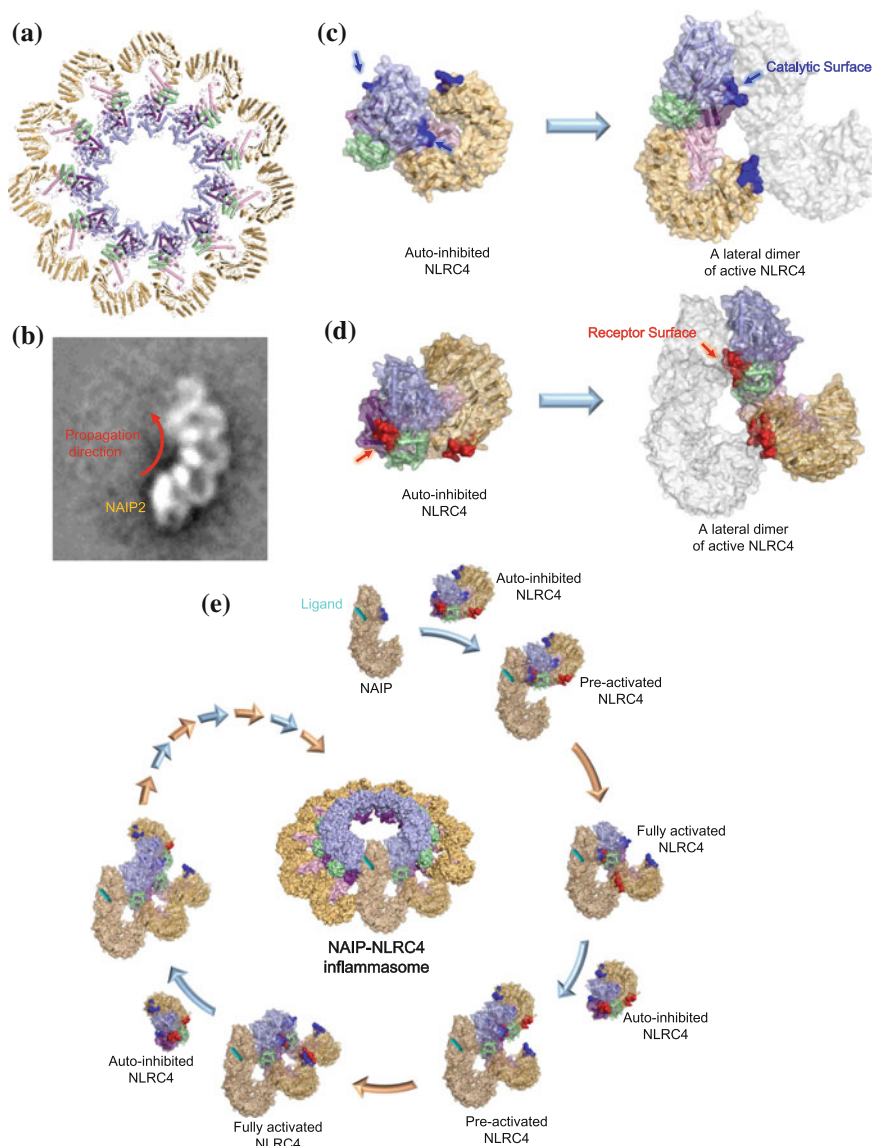 (a)
(c)
Catalytic Surface
Auto-inhibited
NLRC4
A lateral dimer
of active NLRC4
(b)
Propagation
direction
NAIP2
(d)
Receptor Surface
Auto-inhibited
NLRC4
A lateral dimer
of active NLRC4
(e)
Ligand
NAIP
Auto-inhibited
NLRC4
Pre-activated
NLRC4
Fully activated
NLRC4
Auto-inhibited
NLRC4
Pre-activated
NLRC4
Fully activated
NLRC4
Auto-inhibited
NLRC4
NAIP-NLRC4
inflammasome